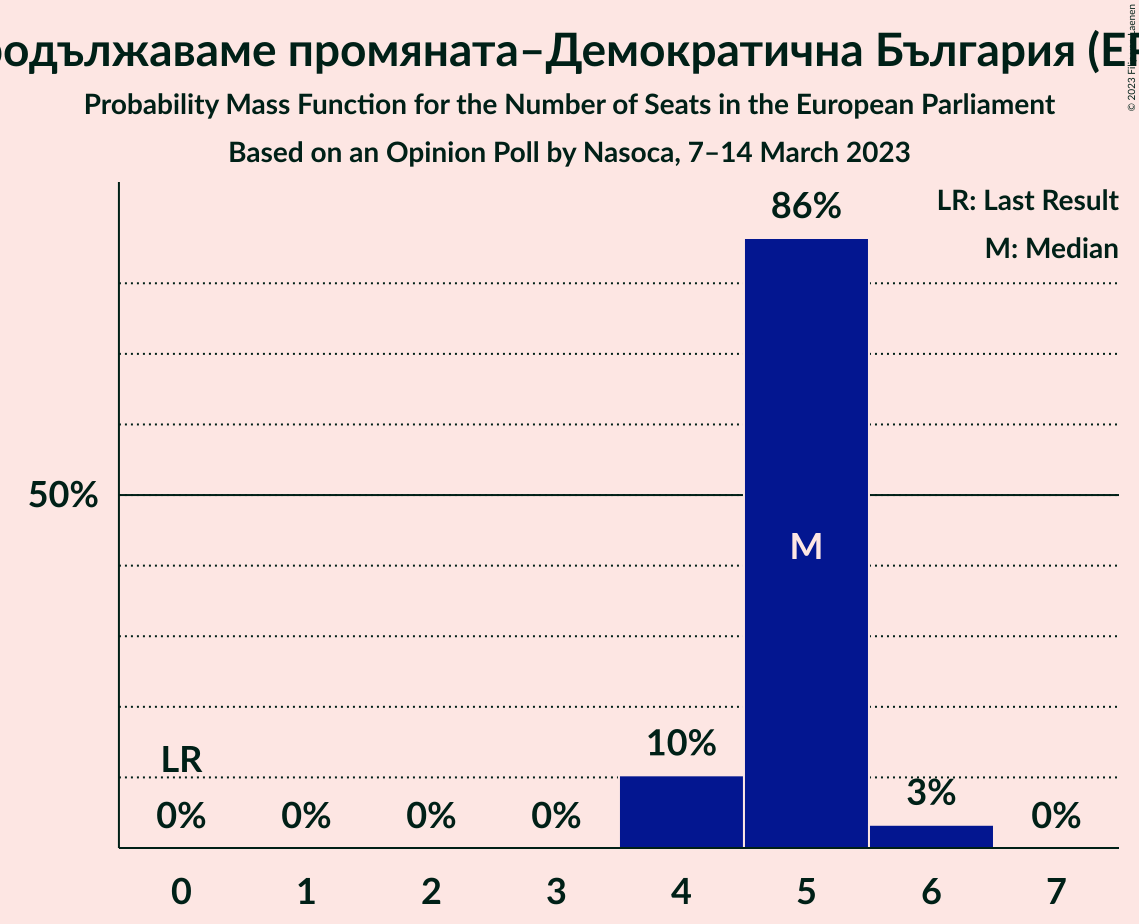 одължаваме промяната–Демократична България (EP
Probability Mass Function for the Number of Seats in the European Parliament
Based on an Opinion Poll by Nasoca, 7–14 March 2023
© 2023
LR: Last Result
M: Median
86%
50%
M
10%
LR
3%
0% 0% 0% 0% 0%
0 1 2 3 4 5 6 7